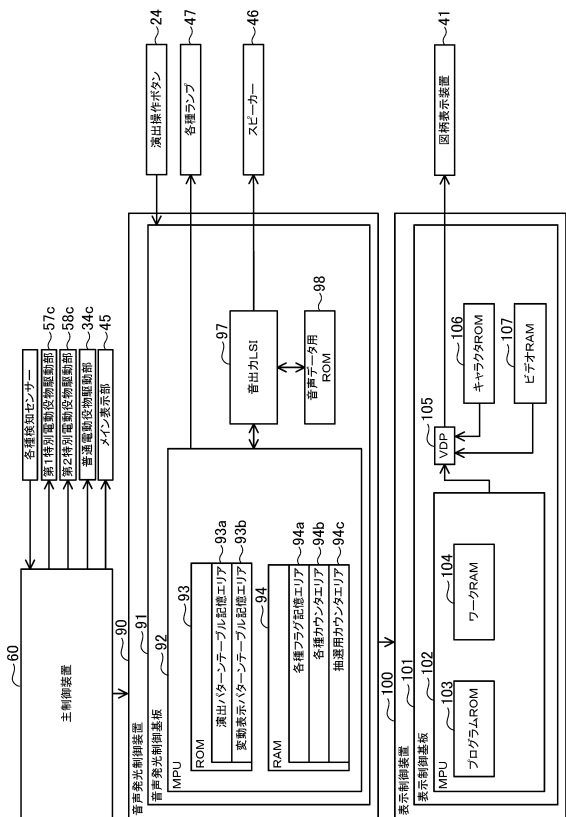 60
主制御装置
各種検知センサー
第1特別電動役物駆動部
57c
第2特別電動役物駆動部
58c
普通電動役物駆動部
34c
メイン表示部
45
90
音声発光制御装置
91
音声発光制御基板
92
MPU
93
ROM
演出パターンテーブル記憶エリア
93a
変動表示パターンテーブル記憶エリア
93b
94
RAM
各種フラグ記憶エリア
94a
各種カウンタエリア
94b
抽選用カウンタエリア
94c
97
音出力LSI
98
音声データ用
ROM
演出操作ボタン
24
各種ランプ
47
スピーカー
46
100
表示制御装置
101
表示制御基板
102
MPU
103
プログラムROM
104
ワークRAM
105
VDP
106
キャラクタROM
107
ビデオRAM
図柄表示装置
41